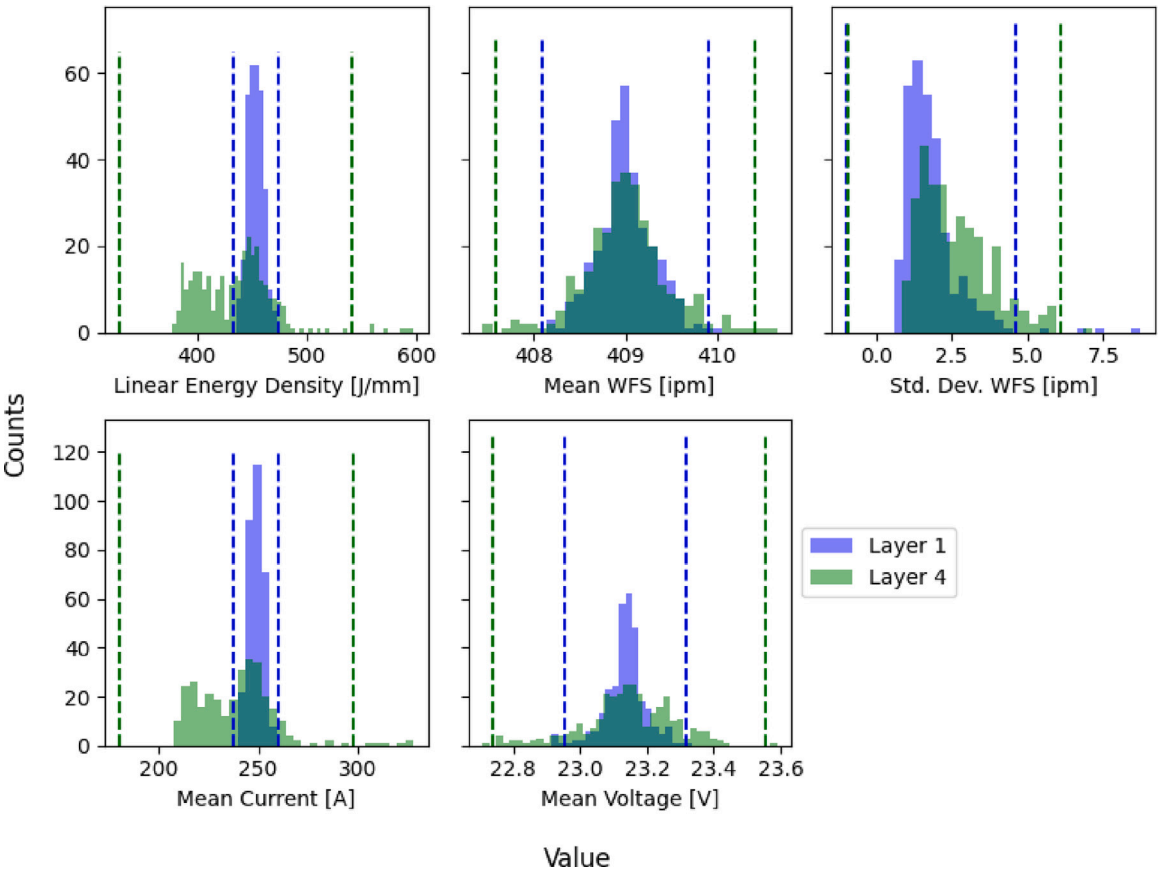 60
40
20
0
400 500 600
Linear Energy Density [J/mm]
408 409 410
Mean WFS [ipm]
0.0 2.5 5.0 7.5
Std. Dev. WFS [ipm]
Counts
120
100
80
60
40
20
0
200 250 300
Mean Current [A]
22.8 23.0 23.2 23.4 23.6
Mean Voltage [V]
Layer 1
Layer 4
Value